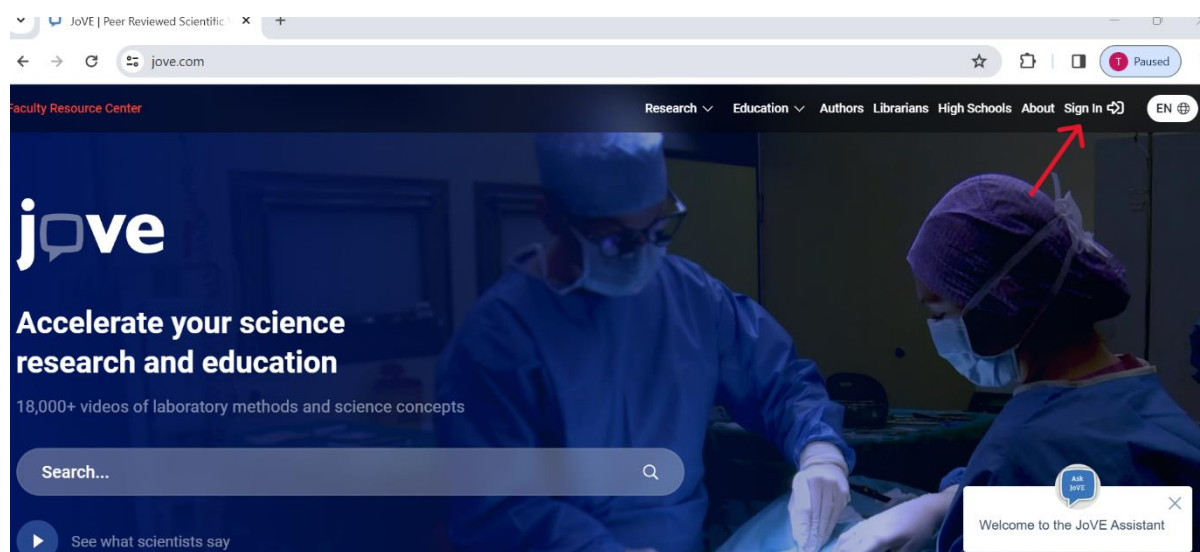 JoVE | Peer Reviewed Scientific
jove.com
T Paused
Faculty Resource Center
Research Education Authors Librarians High Schools About Sign In EN
jove
Accelerate your science
research and education
18,000+ videos of laboratory methods and science concepts
Search...
See what scientists say
Ask
JoVE
Welcome to the JoVE Assistant